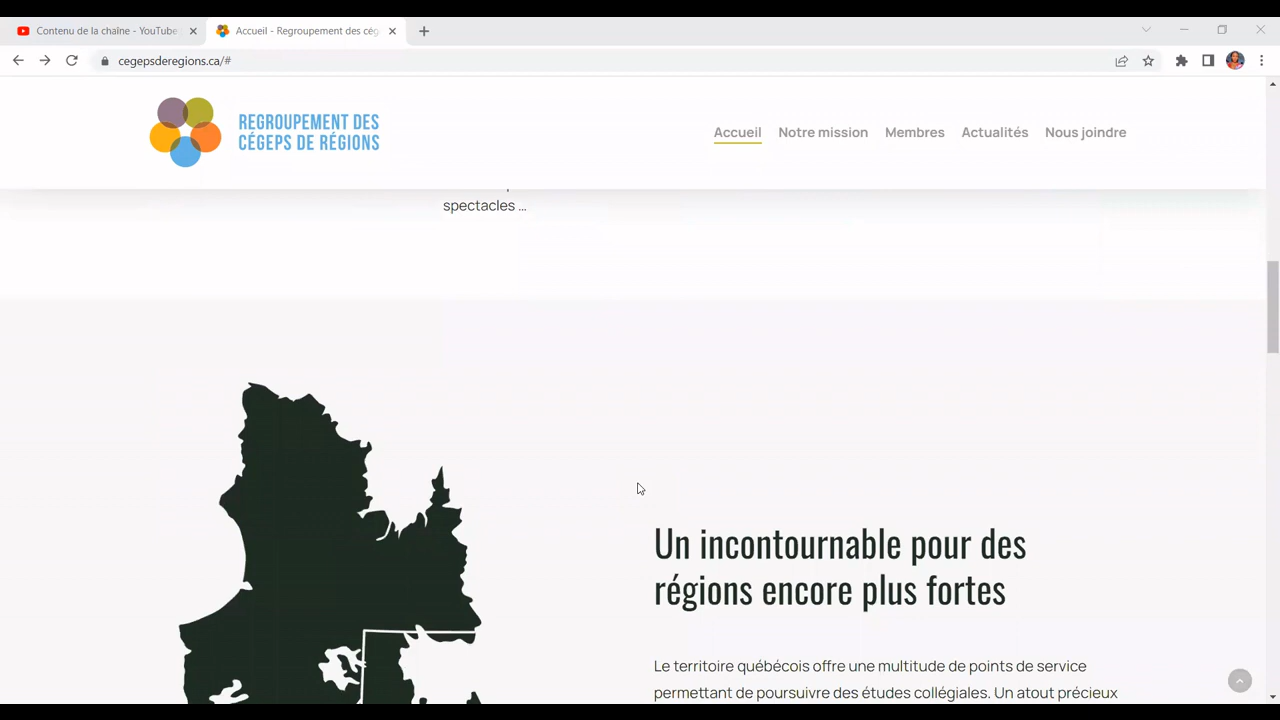 Contenu de la chaîne - YouTube
Accueil - Regroupement des cég
cegepsderegions.ca/#
REGROUPEMENT DES
CÉGEPS DE RÉGIONS
Accueil
Notre mission
Membres
Actualités
Nous joindre
spectacles ...
Un incontournable pour des
régions encore plus fortes
Le territoire québécois offre une multitude de points de service
permettant de poursuivre des études collégiales. Un atout précieux